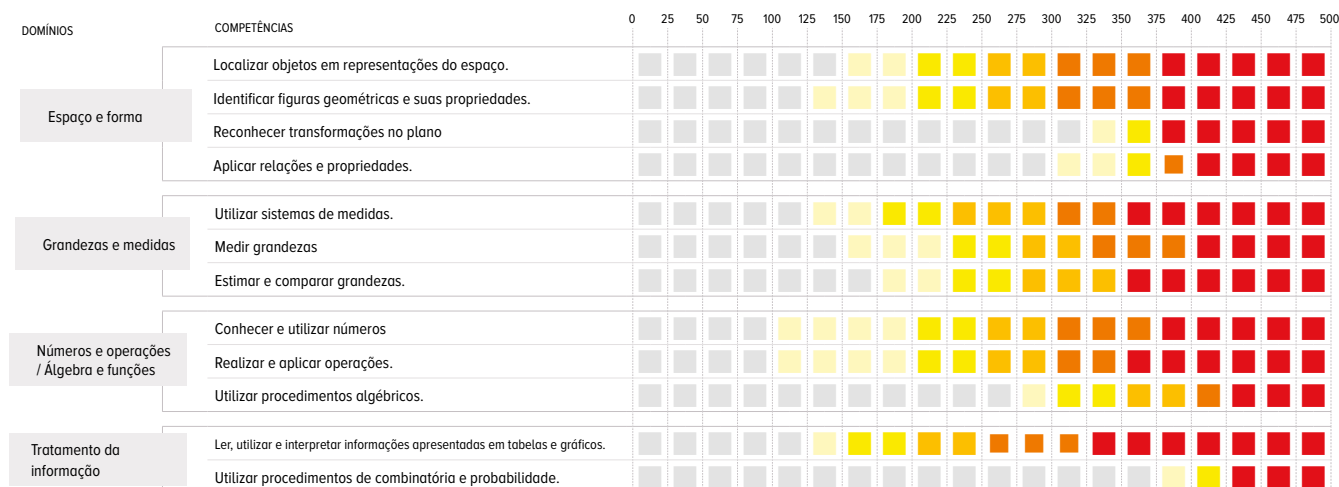 DOMÍNIOS COMPETÊNCIAS 0 25 50 75 100 125 150 175 200 225 250 275 300 325 350 375 400 425 450 475 500
Espaço e forma
Localizar objetos em representações do espaço.
Identificar figuras geométricas e suas propriedades.
Reconhecer transformações no plano
Aplicar relações e propriedades.
Grandezas e medidas
Utilizar sistemas de medidas.
Medir grandezas
Estimar e comparar grandezas.
Números e operações
/ Álgebra e funções
Conhecer e utilizar números
Realizar e aplicar operações.
Utilizar procedimentos algébricos.
Tratamento da
informação
Ler, utilizar e interpretar informações apresentadas em tabelas e gráficos.
Utilizar procedimentos de combinatória e probabilidade.